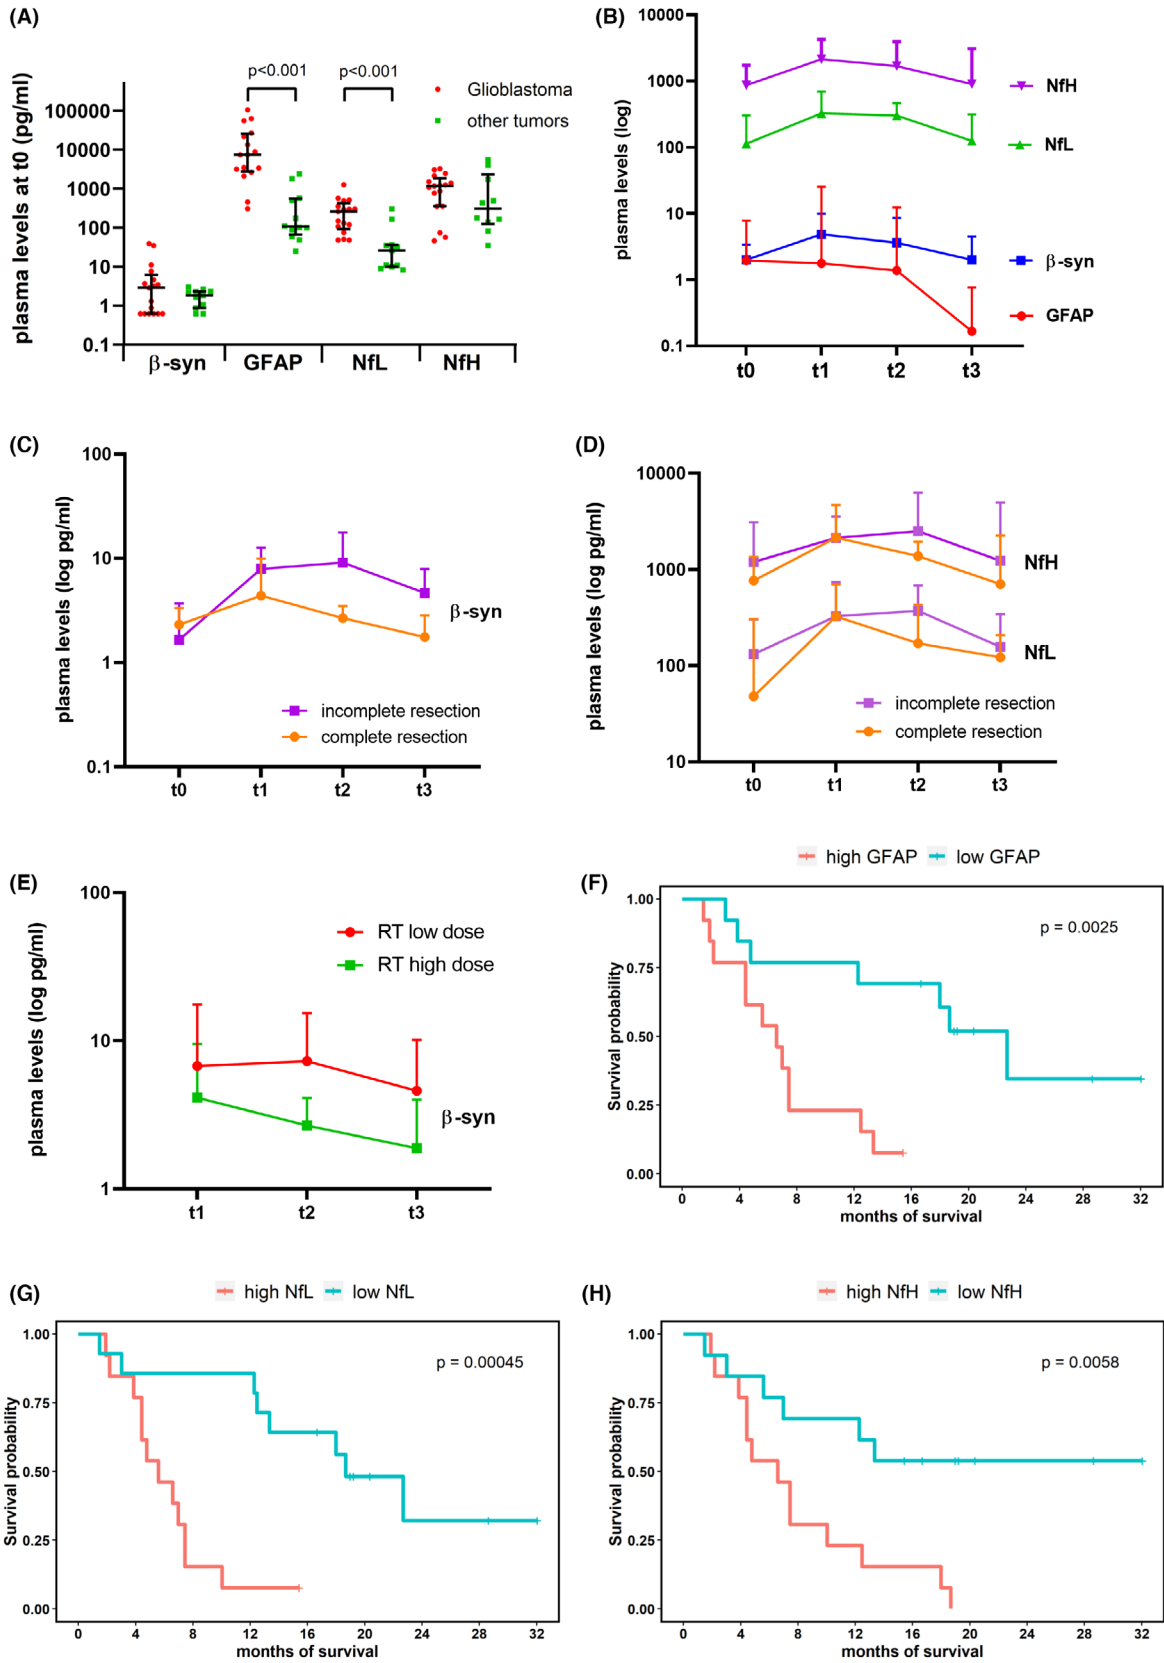 (A)
plasma levels at t0 (pg/ml)
p<0.001
p<0.001
Glioblastoma
other tumors
100000
10000
1000
100
10
1
0.1
β-syn
GFAP
NfL
NfH
(B)
plasma levels (log)
10000
1000
100
10
1
0.1
NfH
NfL
β-syn
GFAP
t0
t1
t2
t3
(C)
plasma levels (log pg/ml)
100
10
1
0.1
β-syn
incomplete resection
complete resection
t0
t1
t2
t3
(D)
plasma levels (log pg/ml)
10000
1000
100
10
NfH
NfL
incomplete resection
complete resection
t0
t1
t2
t3
(E)
plasma levels (log pg/ml)
100
10
1
RT low dose
RT high dose
β-syn
t1
t2
t3
high GFAP
low GFAP
(F)
Survival probability
1.00
0.75
0.50
0.25
0.00
p = 0.0025
0
4
8
12
16
20
24
28
32
months of survival
(G)
high NfL
low NfL
Survival probability
1.00
0.75
0.50
0.25
0.00
p = 0.00045
0
4
8
12
16
20
24
28
32
months of survival
(H)
high NfH
low NfH
Survival probability
1.00
0.75
0.50
0.25
0.00
p = 0.0058
0
4
8
12
16
20
24
28
32
months of survival